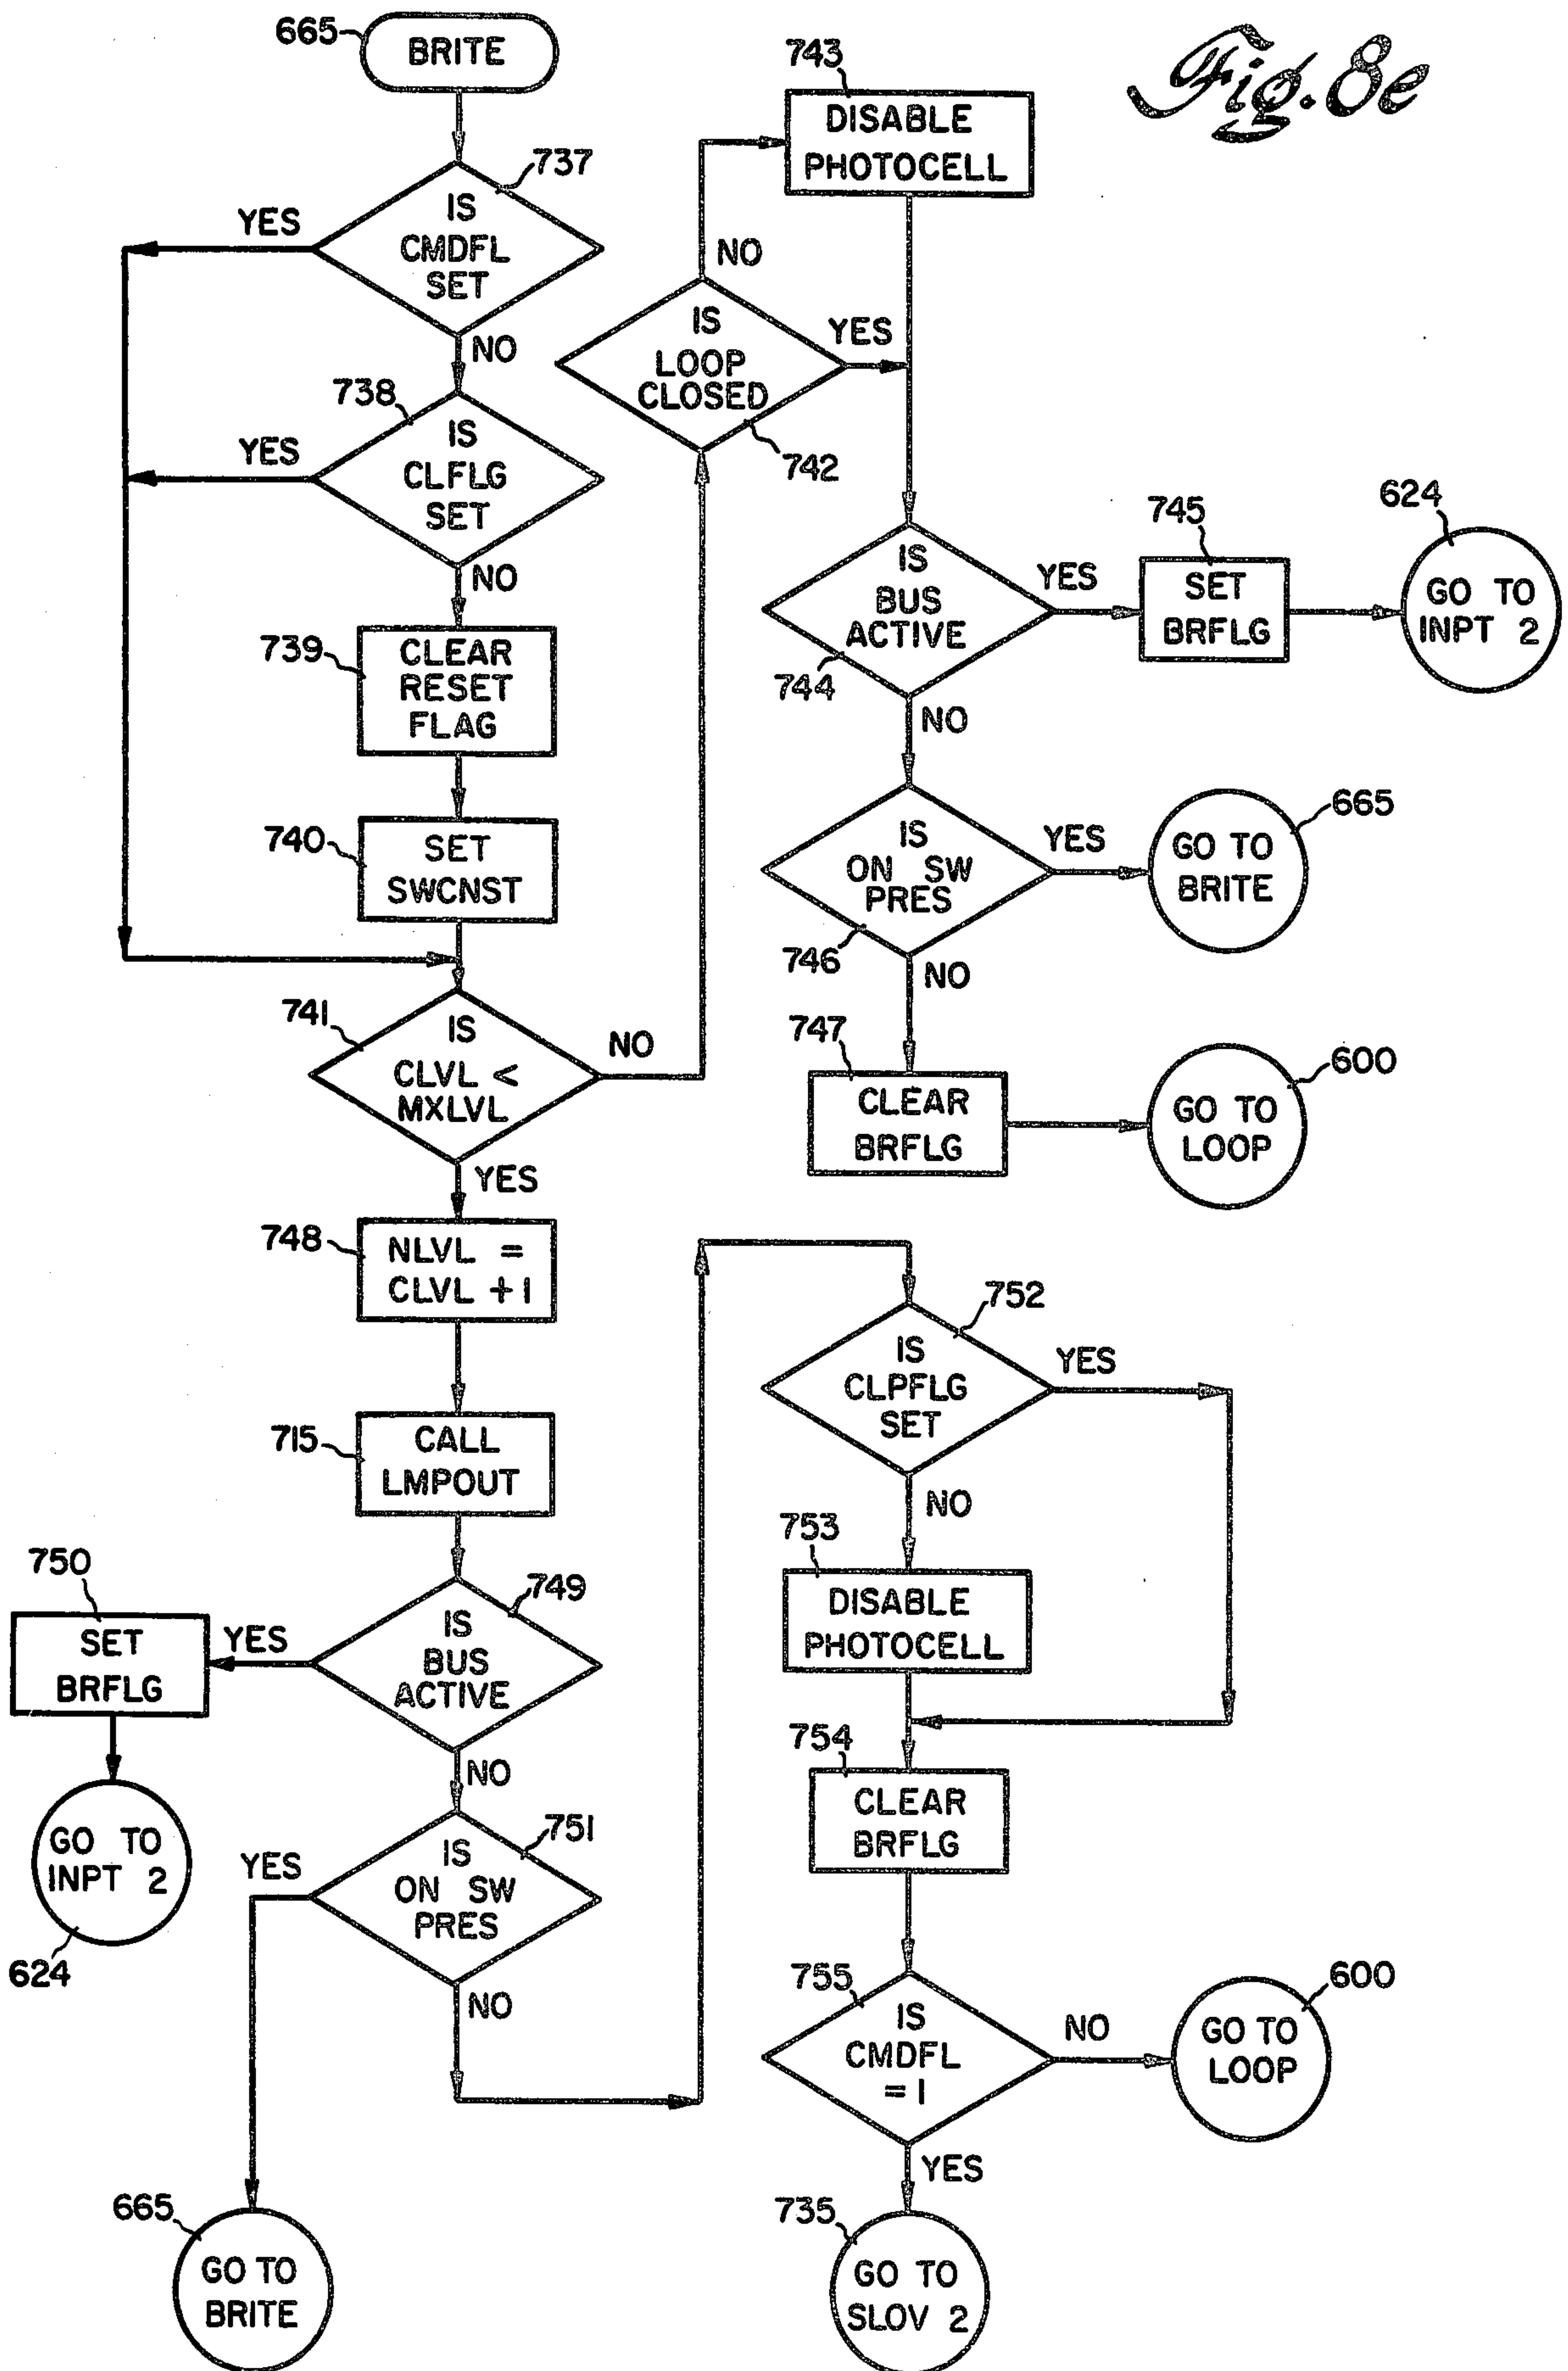 Fig. 8e
665
BRITE
737
IS
CMDFL
SET
YES
NO
738
IS
CLFLG
SET
YES
NO
739
CLEAR
RESET
FLAG
740
SET
SWCNST
741
IS
CLVL <
MXLVL
NO
YES
748
NLVL =
CLVL + 1
715
CALL
LMPOUT
749
IS
BUS
ACTIVE
YES
750
SET
BRFLG
GO TO
INPT 2
624
NO
751
IS
ON SW
PRES
YES
NO
665
GO TO
BRITE
743
DISABLE
PHOTOCELL
NO
IS
LOOP
CLOSED
YES
742
IS
BUS
ACTIVE
744
YES
745
SET
BRFLG
624
GO TO
INPT 2
NO
IS
ON SW
PRES
746
YES
665
GO TO
BRITE
NO
747
CLEAR
BRFLG
600
GO TO
LOOP
752
IS
CLPFLG
SET
YES
NO
753
DISABLE
PHOTOCELL
754
CLEAR
BRFLG
755
IS
CMDFL
= 1
NO
600
GO TO
LOOP
YES
735
GO TO
SLOV 2